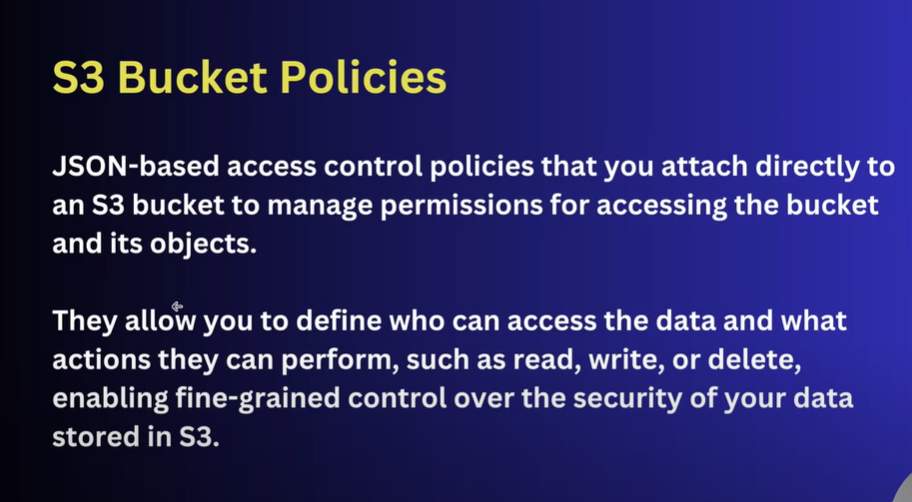 S3 Bucket Policies
JSON-based access control policies that you attach directly to
an S3 bucket to manage permissions for accessing the bucket
and its objects.
They allow you to define who can access the data and what
actions they can perform, such as read, write, or delete,
enabling fine-grained control over the security of your data
stored in S3.